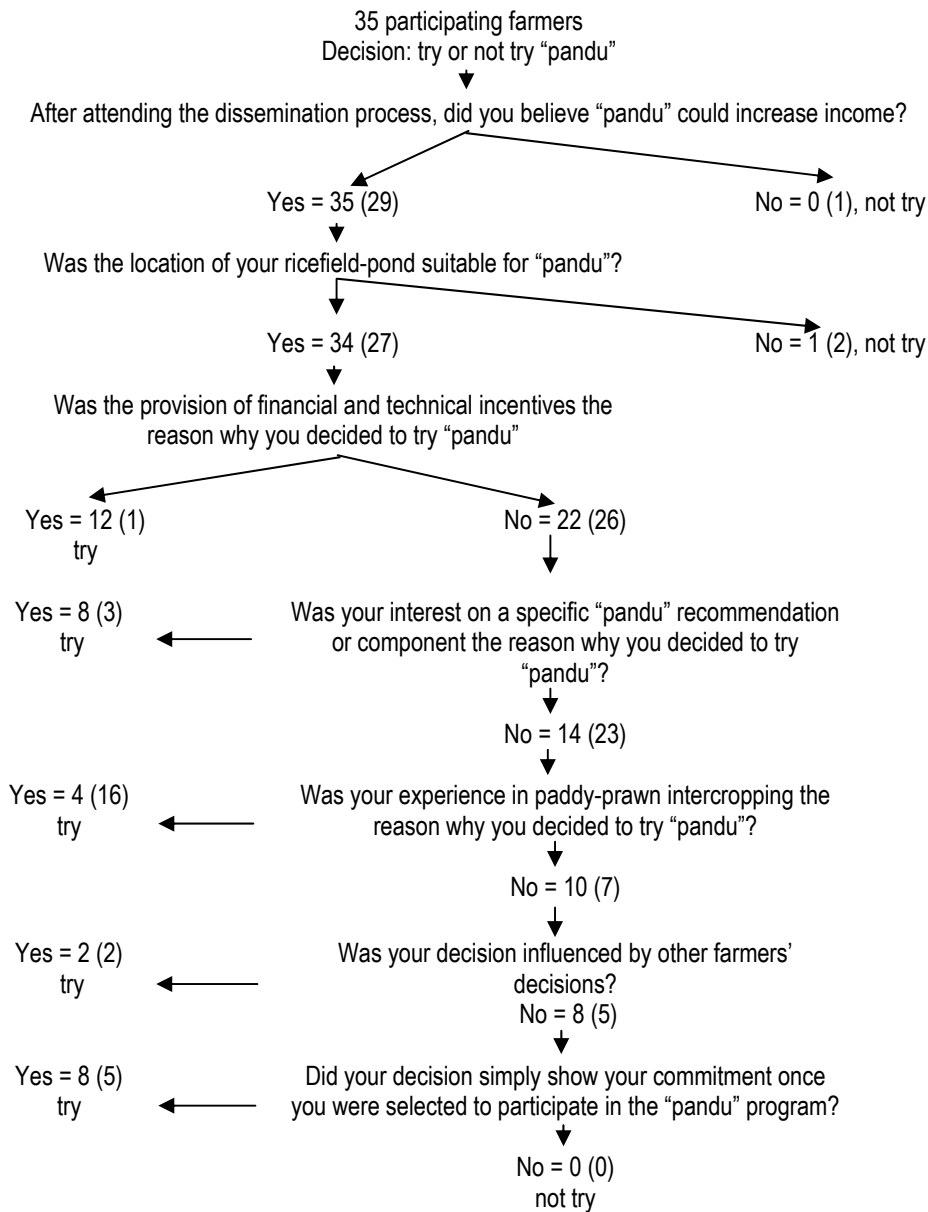 35 participating farmers
Decision: try or not try “pandu”
After attending the dissemination process, did you believe “pandu” could increase income?
Yes = 35 (29)
No = 0 (1), not try
Was the location of your ricefield-pond suitable for “pandu”?
Yes = 34 (27)
No = 1 (2), not try
Was the provision of financial and technical incentives the
reason why you decided to try “pandu”
Yes = 12 (1)
try
No = 22 (26)
Yes = 8 (3)
try
Was your interest on a specific “pandu” recommendation
or component the reason why you decided to try
“pandu”?
No = 14 (23)
Yes = 4 (16)
try
Was your experience in paddy-prawn intercropping the
reason why you decided to try “pandu”?
No = 10 (7)
Yes = 2 (2)
try
Was your decision influenced by other farmers’
decisions?
No = 8 (5)
Yes = 8 (5)
try
Did your decision simply show your commitment once
you were selected to participate in the “pandu” program?
No = 0 (0)
not try